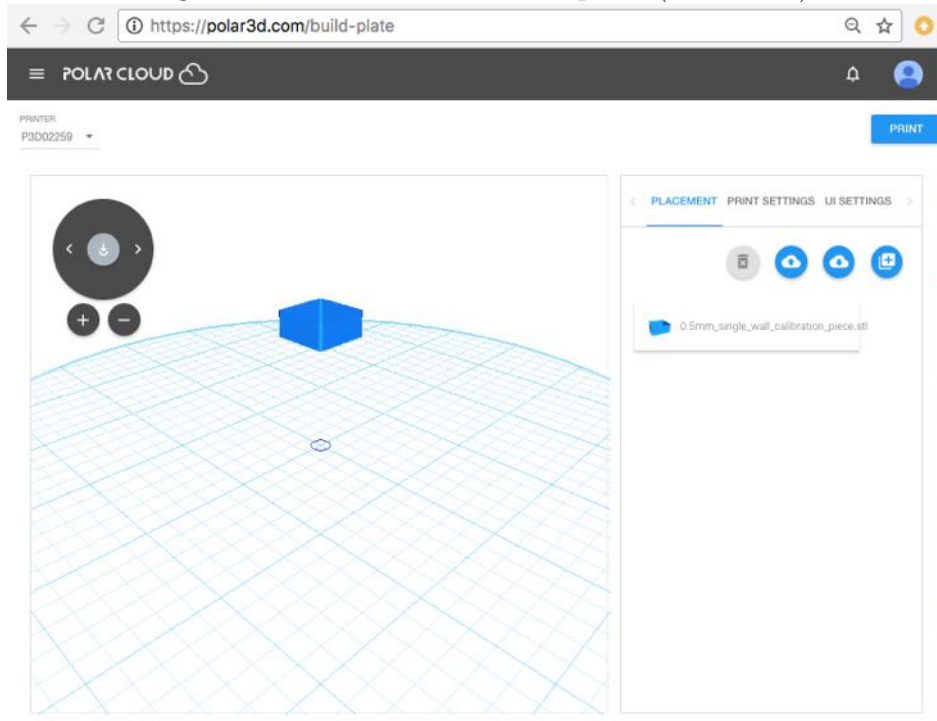 https://polar3d.com/build-plate
POLAR CLOUD
PRINTER
P3D02259
PRINT
PLACEMENT PRINT SETTINGS UI SETTINGS
0.5mm_single_wall_calibration_piece.stl